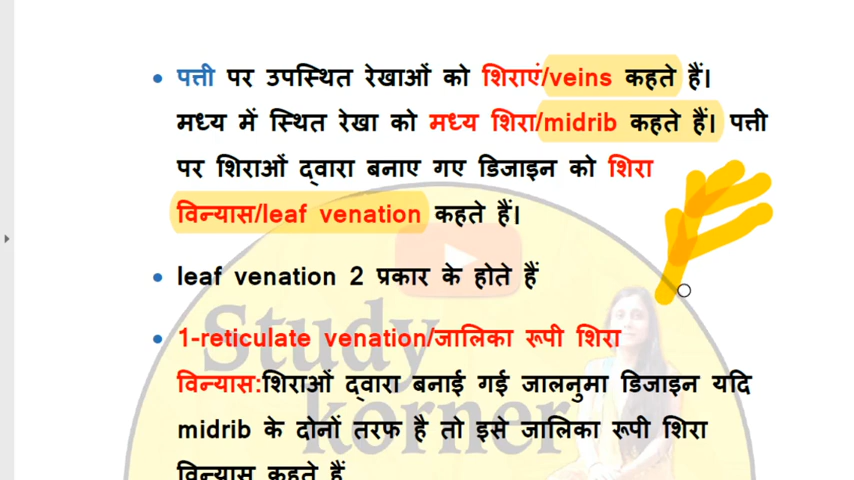 पत्ती पर उपस्थित रेखाओं को शिराएं/veins कहते हैं।
मध्य में स्थित रेखा को मध्य शिरा/midrib कहते हैं। पत्ती
पर शिराओं द्वारा बनाए गए डिजाइन को शिरा
विन्यास/leaf venation कहते हैं।
leaf venation 2 प्रकार के होते हैं
1-reticulate venation/जालिका रूपी शिरा
विन्यास:शिराओं द्वारा बनाई गई जालनुमा डिजाइन यदि
midrib के दोनों तरफ है तो इसे जालिका रूपी शिरा
विन्यास कहते हैं
Study
korner